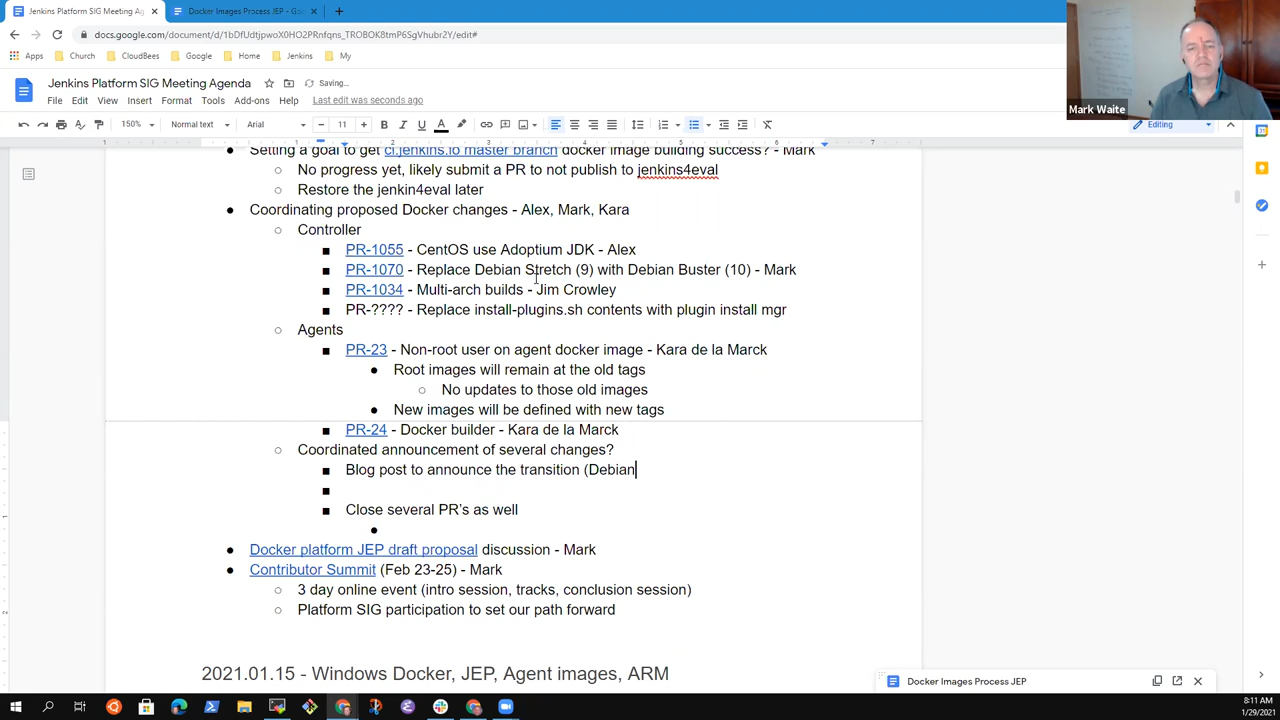 Jenkins Platform SIG Meeting Agenda
Docker Images Process JEP - Goo
docs.google.com/document/d/1bDfUdtjpwoX0HO2PRnfqns_TROBOK8tmP6SgVhubr2Y/edit#
Apps
Church
CloudBees
Google
Home
Jenkins
My
Mark Waite
Jenkins Platform SIG Meeting Agenda
Saving...
File
Edit
View
Insert
Format
Tools
Add-ons
Help
Last edit was seconds ago
150%
Normal text
Arial
11
Editing
Setting a goal to get ci.jenkins.io master branch docker image building success? - Mark
No progress yet, likely submit a PR to not publish to jenkins4eval
Restore the jenkin4eval later
Coordinating proposed Docker changes - Alex, Mark, Kara
Controller
PR-1055 - CentOS use Adoptium JDK - Alex
PR-1070 - Replace Debian Stretch (9) with Debian Buster (10) - Mark
PR-1034 - Multi-arch builds - Jim Crowley
PR-???? - Replace install-plugins.sh contents with plugin install mgr
Agents
PR-23 - Non-root user on agent docker image - Kara de la Marck
Root images will remain at the old tags
No updates to those old images
New images will be defined with new tags
PR-24 - Docker builder - Kara de la Marck
Coordinated announcement of several changes?
Blog post to announce the transition (Debian
Close several PR's as well
Docker platform JEP draft proposal discussion - Mark
Contributor Summit (Feb 23-25) - Mark
3 day online event (intro session, tracks, conclusion session)
Platform SIG participation to set our path forward
2021.01.15 - Windows Docker, JEP, Agent images, ARM
Docker Images Process JEP
8:11 AM
1/29/2021